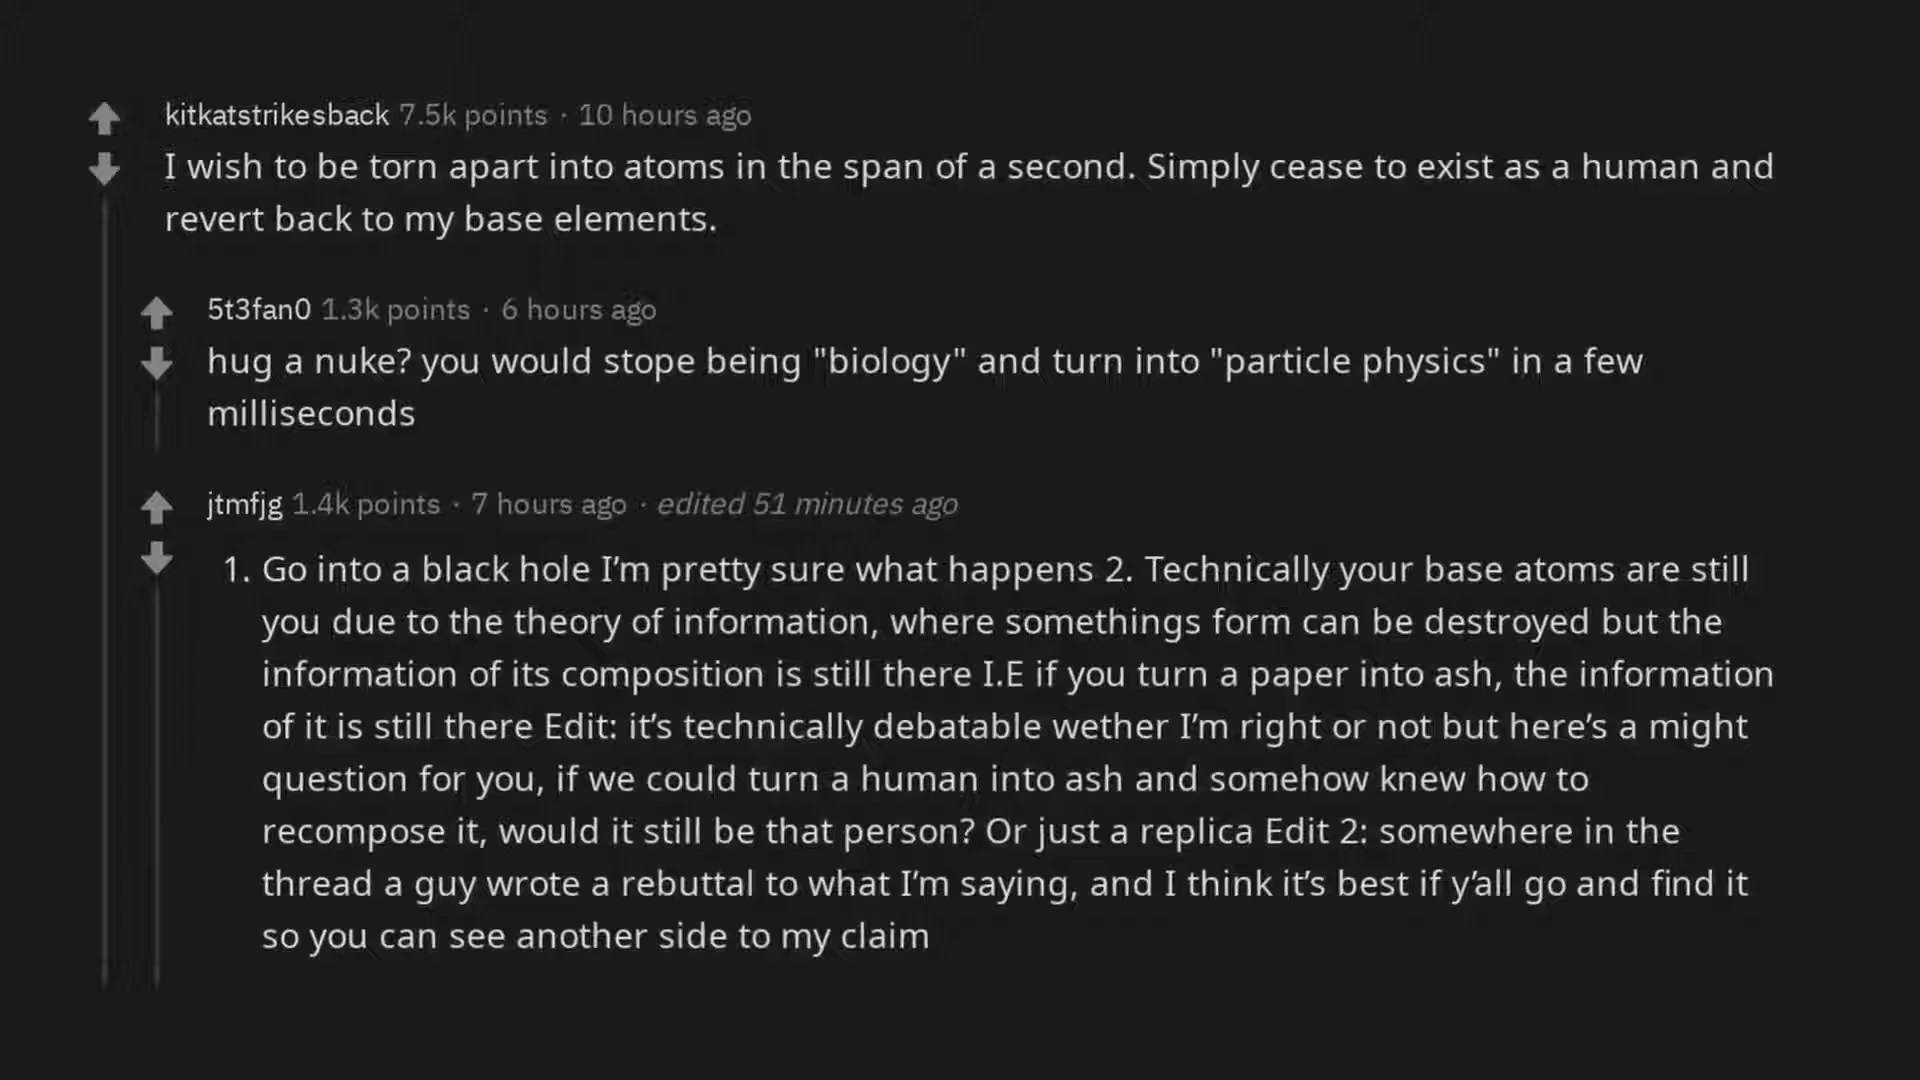 kitkatstrikesback 7.5k points · 10 hours ago
I wish to be torn apart into atoms in the span of a second. Simply cease to exist as a human and
revert back to my base elements.
5t3fan0 1.3k points · 6 hours ago
hug a nuke? you would stope being "biology" and turn into "particle physics" in a few
milliseconds
jtmfjg 1.4k points · 7 hours ago · edited 51 minutes ago
1. Go into a black hole I’m pretty sure what happens 2. Technically your base atoms are still
you due to the theory of information, where somethings form can be destroyed but the
information of its composition is still there I.E if you turn a paper into ash, the information
of it is still there Edit: it’s technically debatable wether I’m right or not but here’s a might
question for you, if we could turn a human into ash and somehow knew how to
recompose it, would it still be that person? Or just a replica Edit 2: somewhere in the
thread a guy wrote a rebuttal to what I’m saying, and I think it’s best if y’all go and find it
so you can see another side to my claim